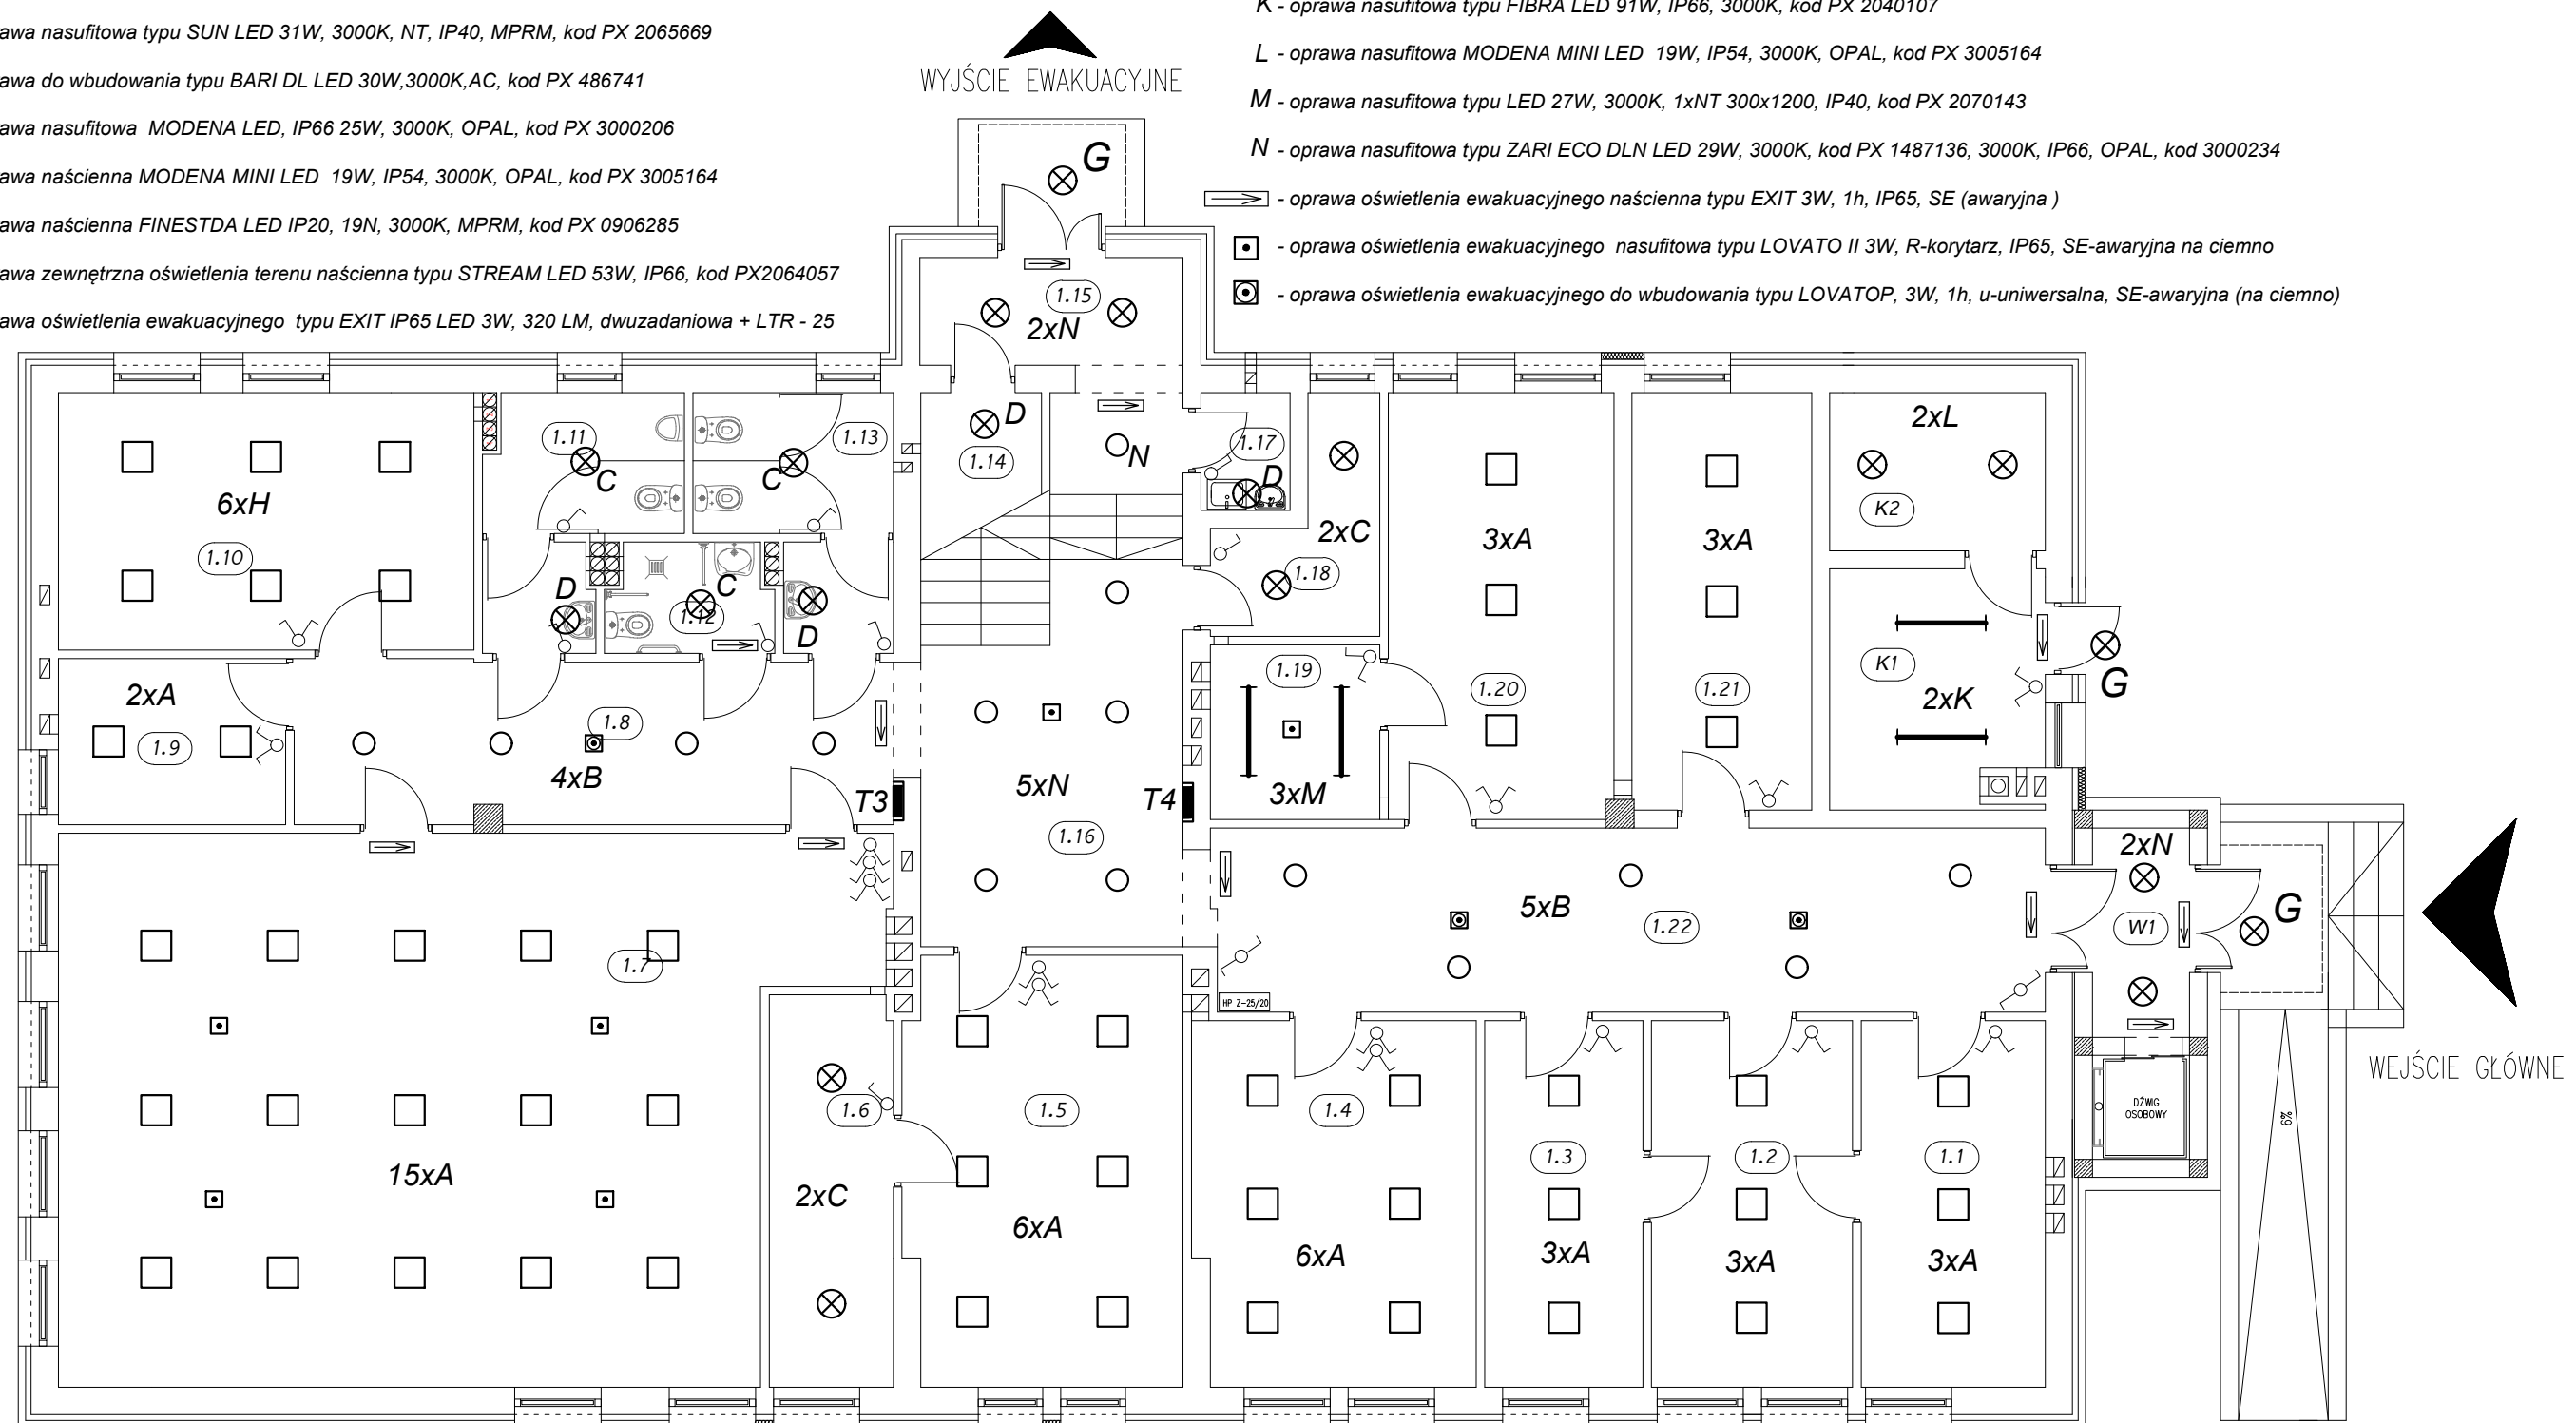 awa nasufitowa typu SUN LED 31W, 3000K, NT, IP40, MPRM, kod PX 2065669
awa do wbudowania typu BARI DL LED 30W,3000K,AC, kod PX 486741
awa nasufitowa MODENA LED, IP66 25W, 3000K, OPAL, kod PX 3000206
awa naścienna MODENA MINI LED 19W, IP54, 3000K, OPAL, kod PX 3005164
awa naścienna FINESTDA LED IP20, 19N, 3000K, MPRM, kod PX 0906285
awa zewnętrzna oświetlenia terenu naścienna typu STREAM LED 53W, IP66, kod PX2064057
awa oświetlenia ewakuacyjnego typu EXIT IP65 LED 3W, 320 LM, dwuzadaniowa + LTR - 25
WYJŚCIE EWAKUACYJNE
K - oprawa nasufitowa typu FIBRA LED 91W, IP66, 3000K, kod PX 2040107
L - oprawa nasufitowa MODENA MINI LED 19W, IP54, 3000K, OPAL, kod PX 3005164
M - oprawa nasufitowa typu LED 27W, 3000K, 1xNT 300x1200, IP40, kod PX 2070143
N - oprawa nasufitowa typu ZARI ECO DLN LED 29W, 3000K, kod PX 1487136, 3000K, IP66, OPAL, kod 3000234
- oprawa oświetlenia ewakuacyjnego naścienna typu EXIT 3W, 1h, IP65, SE (awaryjna )
- oprawa oświetlenia ewakuacyjnego nasufitowa typu LOVATO II 3W, R-korytarz, IP65, SE-awaryjna na ciemno
- oprawa oświetlenia ewakuacyjnego do wbudowania typu LOVATOP, 3W, 1h, u-uniwersalna, SE-awaryjna (na ciemno)
G
1.15
2xN
6xH
1.10
1.11
C
C
1.13
D
1.14
N
1.17
D
2xC
1.18
3xA
3xA
2xL
K2
D
C
1.12
D
2xA
1.9
1.8
4xB
T3
5xN
1.16
T4
1.19
3xM
1.20
1.21
K1
2xK
G
1.7
15xA
1.6
2xC
1.5
6xA
5xB
1.22
HP Z-25/20
2xN
W1
G
WEJŚCIE GŁÓWNE
DŹWIG
OSOBOWY
6%
1.4
6xA
1.3
3xA
1.2
3xA
1.1
3xA